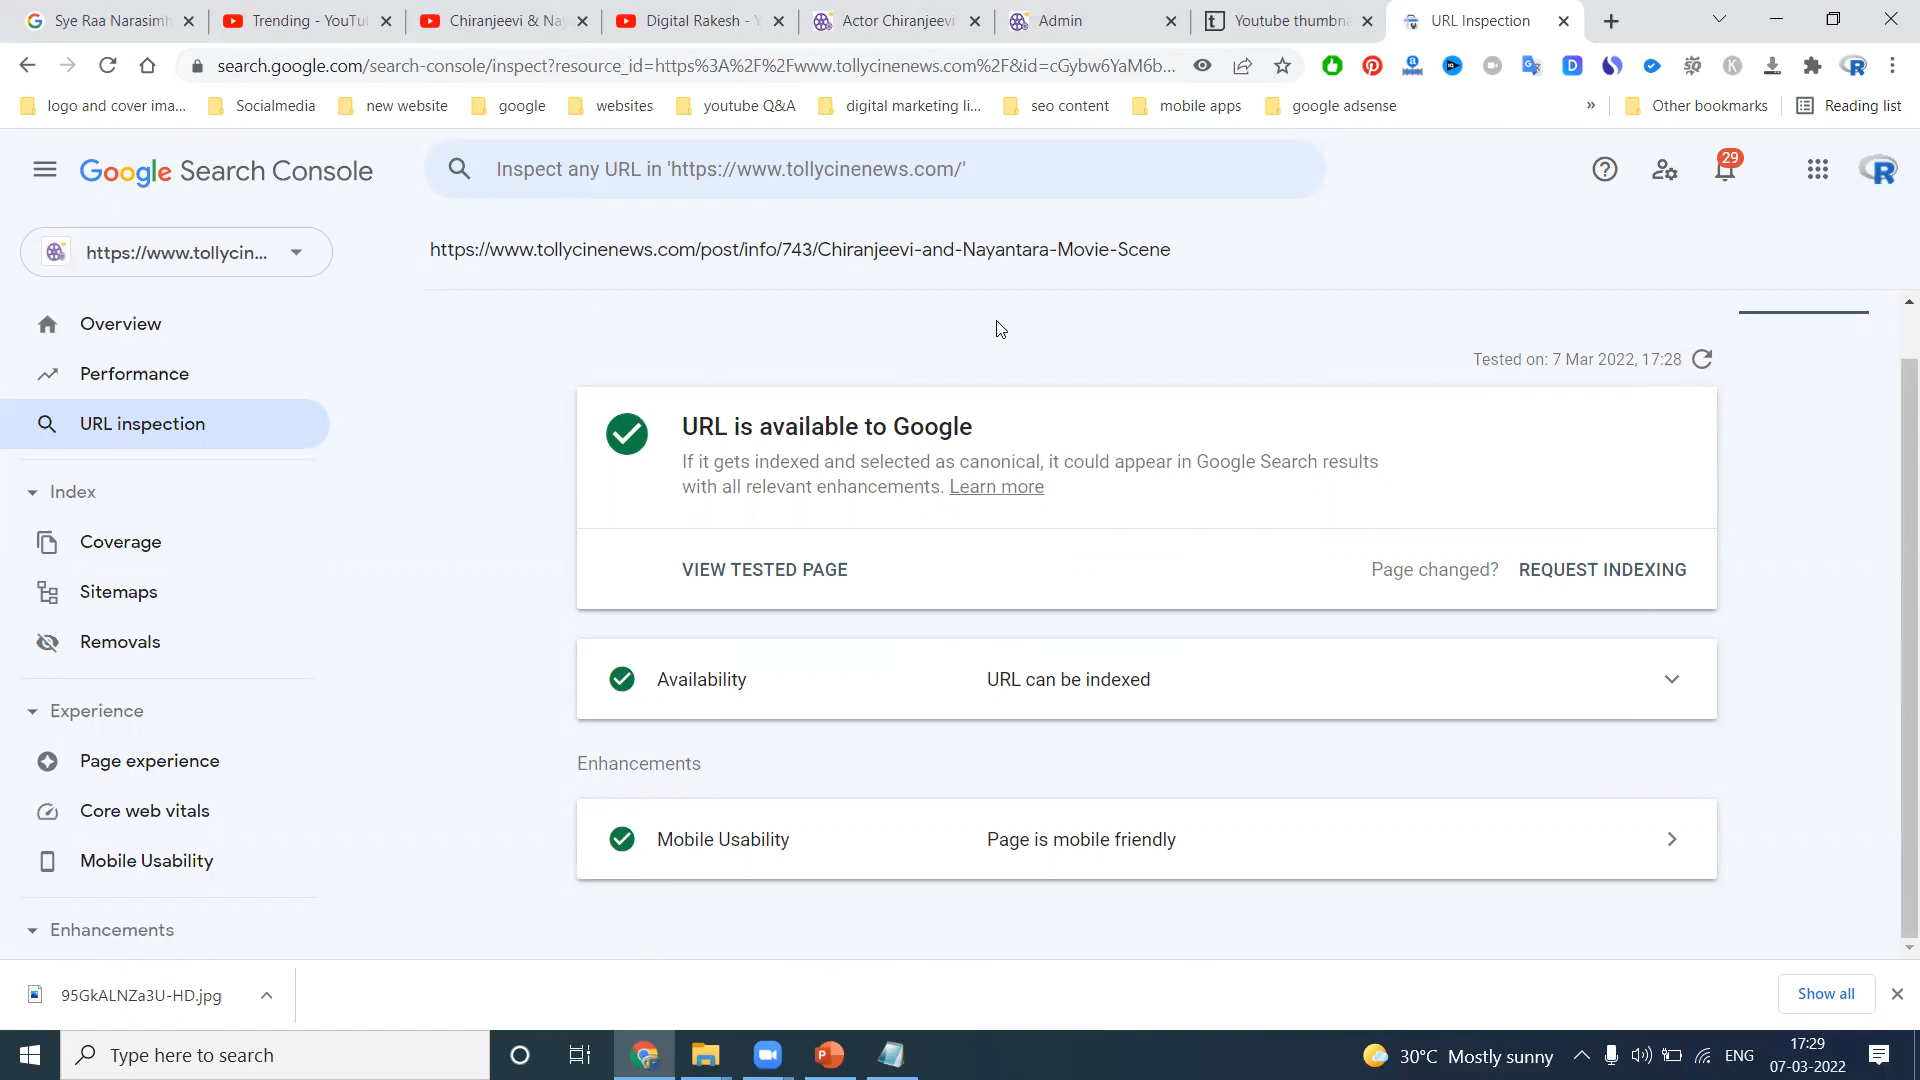 Sye Raa Narasimh
Trending - YouTu
Chiranjeevi & Nay
Digital Rakesh - Y
Actor Chiranjeevi
Admin
Youtube thumbna
URL Inspection
search.google.com/search-console/inspect?resource_id=https%3A%2F%2Fwww.tollycinenews.com%2F&id=cGybw6YaM6b...
logo and cover ima...
Socialmedia
new website
google
websites
youtube Q&A
digital marketing li...
seo content
mobile apps
google adsense
»
Other bookmarks
Reading list
Google Search Console
Inspect any URL in 'https://www.tollycinenews.com/'
29
https://www.tollycin...
https://www.tollycinenews.com/post/info/743/Chiranjeevi-and-Nayantara-Movie-Scene
Overview
Performance
URL inspection
Index
Coverage
Sitemaps
Removals
Experience
Page experience
Core web vitals
Mobile Usability
Enhancements
Tested on: 7 Mar 2022, 17:28
URL is available to Google
If it gets indexed and selected as canonical, it could appear in Google Search results
with all relevant enhancements. Learn more
VIEW TESTED PAGE
Page changed? REQUEST INDEXING
Availability
URL can be indexed
Enhancements
Mobile Usability
Page is mobile friendly
95GkALNZa3U-HD.jpg
Show all
Type here to search
30°C Mostly sunny
ENG
17:29
07-03-2022